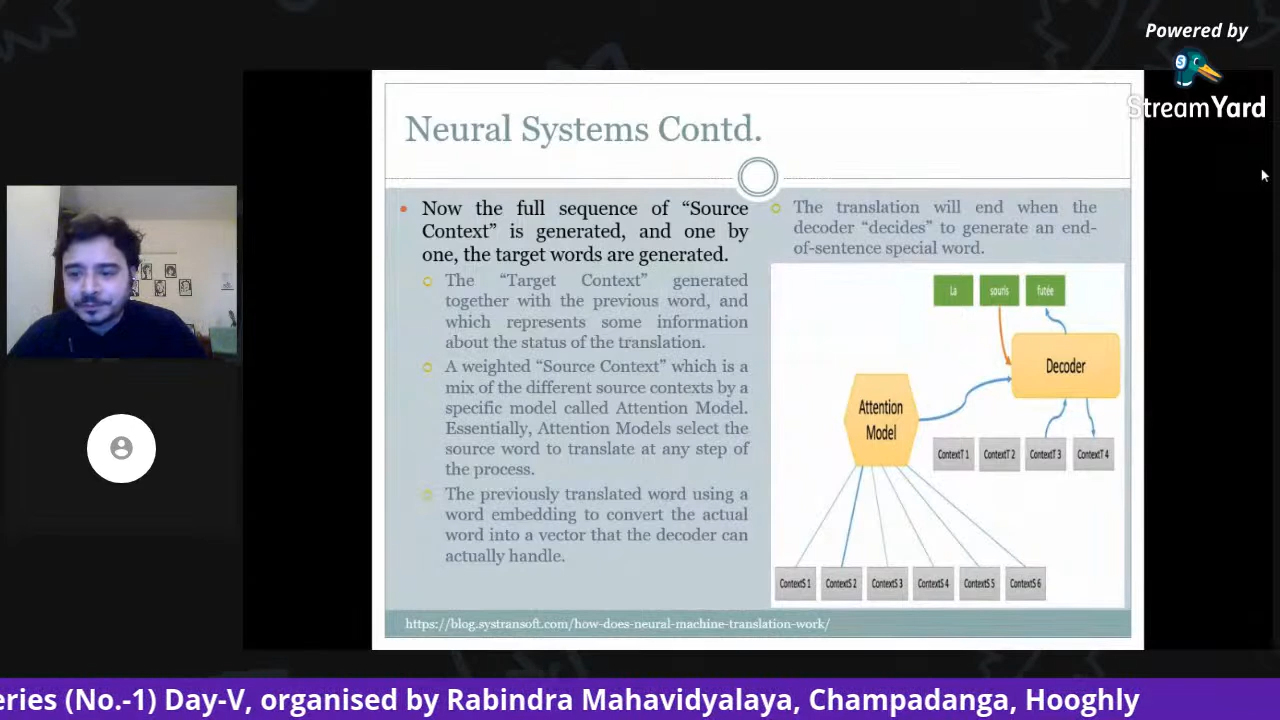 Powered by
StreamYard
Neural Systems Contd.
Now the full sequence of “Source
Context” is generated, and one by
one, the target words are generated.
The “Target Context” generated
together with the previous word, and
which represents some information
about the status of the translation.
A weighted “Source Context” which is a
mix of the different source contexts by a
specific model called Attention Model.
Essentially, Attention Models select the
source word to translate at any step of
the process.
The previously translated word using a
word embedding to convert the actual
word into a vector that the decoder can
actually handle.
The translation will end when the
decoder “decides” to generate an end-
of-sentence special word.
La souris futée
Decoder
Attention
Model
ContextT 1 ContextT 2 ContextT 3 ContextT 4
ContextS 1 ContextS 2 ContextS 3 ContextS 4 ContextS 5 ContextS 6
https://blog.systransoft.com/how-does-neural-machine-translation-work/
eries (No.-1) Day-V, organised by Rabindra Mahavidyalaya, Champadanga, Hooghly